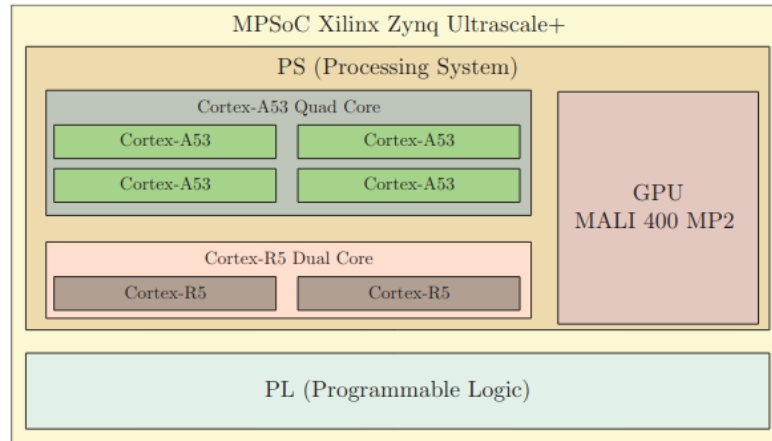 MPSoC Xilinx Zynq Ultrascale+
PS (Processing System)
Cortex-A53 Quad Core
Cortex-A53
Cortex-A53
Cortex-A53
Cortex-A53
Cortex-R5 Dual Core
Cortex-R5
Cortex-R5
GPU
MALI 400 MP2
PL (Programmable Logic)